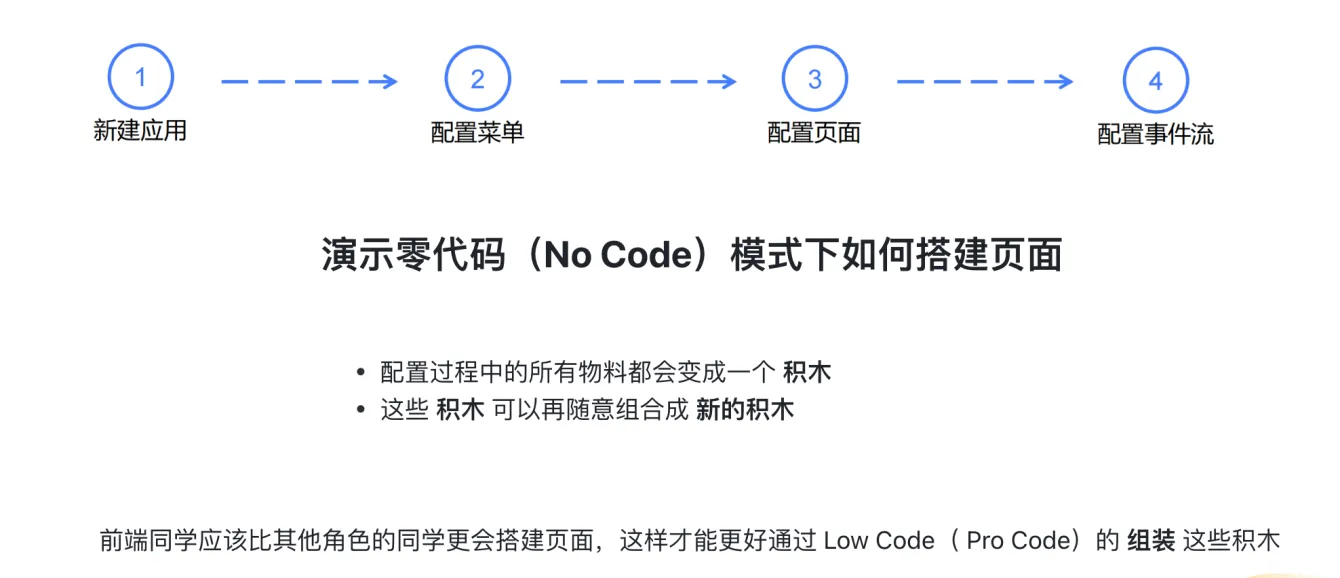 1
2
3
4
新建应用
配置菜单
配置页面
配置事件流
演示零代码（No Code）模式下如何搭建页面
• 配置过程中的所有物料都会变成一个 积木
• 这些 积木 可以再随意组合成 新的积木
前端同学应该比其他角色的同学更会搭建页面，这样才能更好通过 Low Code（ Pro Code）的 组装 这些积木